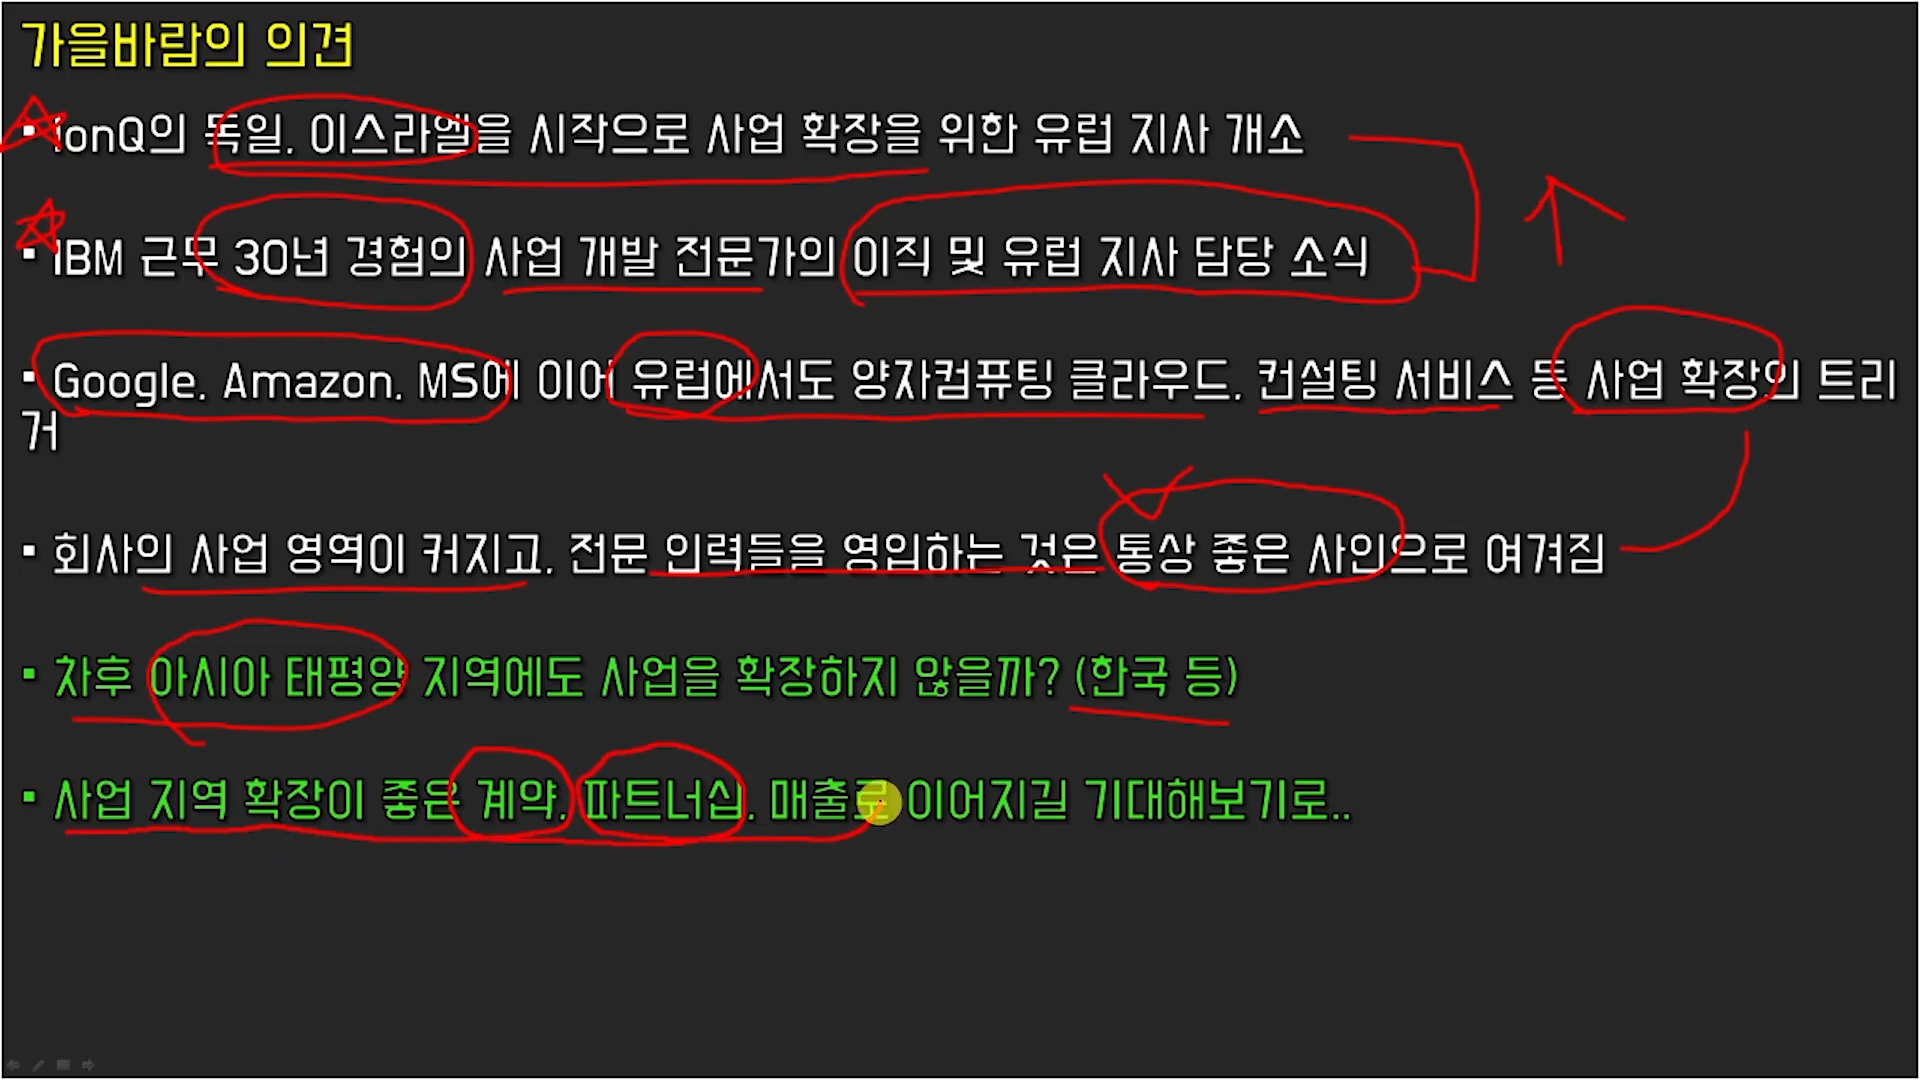 가을바람의 의견
▪ IonQ의 독일, 이스라엘을 시작으로 사업 확장을 위한 유럽 지사 개소
▪ IBM 근무 30년 경험의 사업 개발 전문가의 이직 및 유럽 지사 담당 소식
▪ Google, Amazon, MS에 이어 유럽에서도 양자컴퓨팅 클라우드, 컨설팅 서비스 등 사업 확장의 트리
거
▪ 회사의 사업 영역이 커지고, 전문 인력들을 영입하는 것은 통상 좋은 사인으로 여겨짐
▪ 차후 아시아 태평양 지역에도 사업을 확장하지 않을까? (한국 등)
▪ 사업 지역 확장이 좋은 계약, 파트너십, 매출로 이어지길 기대해보기로..